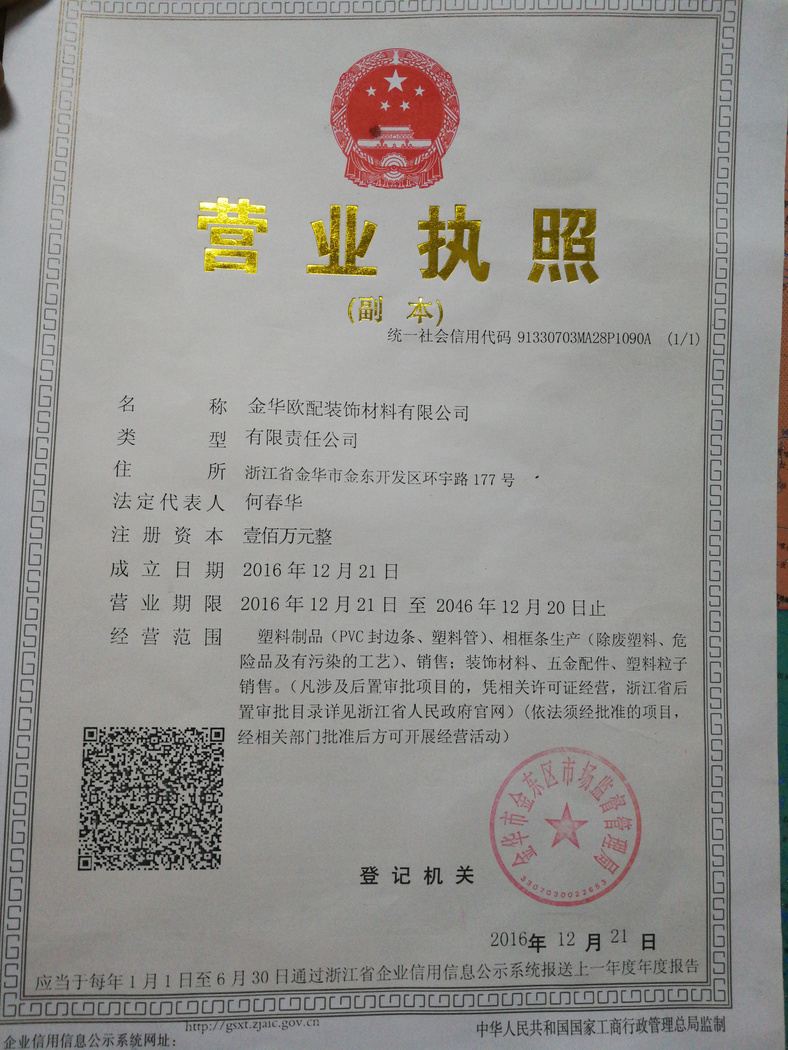 营业执照
(副本)
统一社会信用代码 91330703MA28P1090A (1/1)
名称 金华欧配装饰材料有限公司
类型 有限责任公司
住所 浙江省金华市金东开发区环宇路177号
法定代表人 何春华
注册资本 壹佰万元整
成立日期 2016年12月21日
营业期限 2016年12月21日至2046年12月20日止
经营范围 塑料制品（PVC封边条、塑料管）、相框条生产（除废塑料、危
险品及有污染的工艺）、销售；装饰材料、五金配件、塑料粒子
销售。（凡涉及后置审批项目的，凭相关许可证经营，浙江省后
置审批目录详见浙江省人民政府官网）(依法须经批准的项目，
经相关部门批准后方可开展经营活动)
金华市金东区市场监督管理局
3307030022853
登记机关
2016年12月21日
应当于每年1月1日至6月30日通过浙江省企业信用信息公示系统报送上一年度年度报告
企业信用信息公示系统网址： http://gsxt.zjaic.gov.cn
中华人民共和国国家工商行政管理总局监制